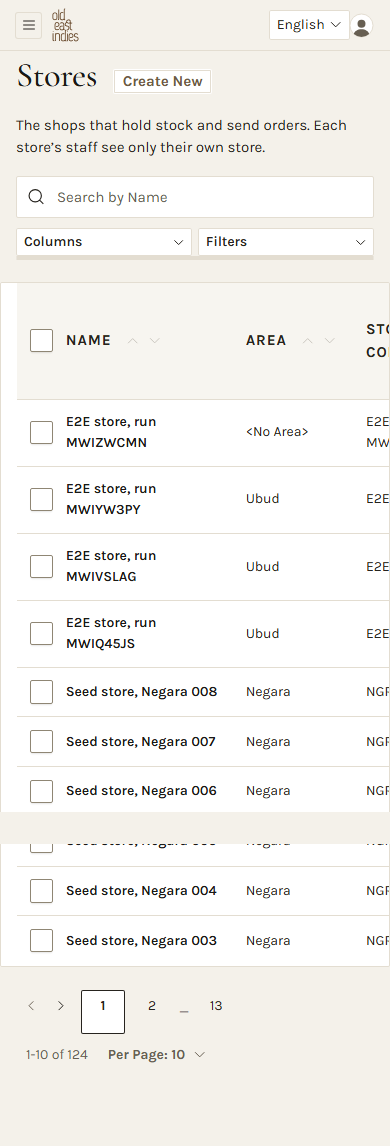 old
east
indies
English
Stores
Create New
The shops that hold stock and send orders. Each
store's staff see only their own store.
Search by Name
Columns
Filters
NAME
AREA
E2E store, run
MWIZWCMN
<No Area>
E2E store, run
MWIYW3PY
Ubud
E2E
E2E store, run
MWIVSLAG
Ubud
E2E
E2E store, run
MWIQ45JS
Ubud
E2E
Seed store, Negara 008
Negara
Seed store, Negara 007
Negara
Seed store, Negara 006
Negara
Seed store, Negara 004
Negara
Seed store, Negara 003
Negara
1
2
_
13
1-10 of 124
Per Page: 10